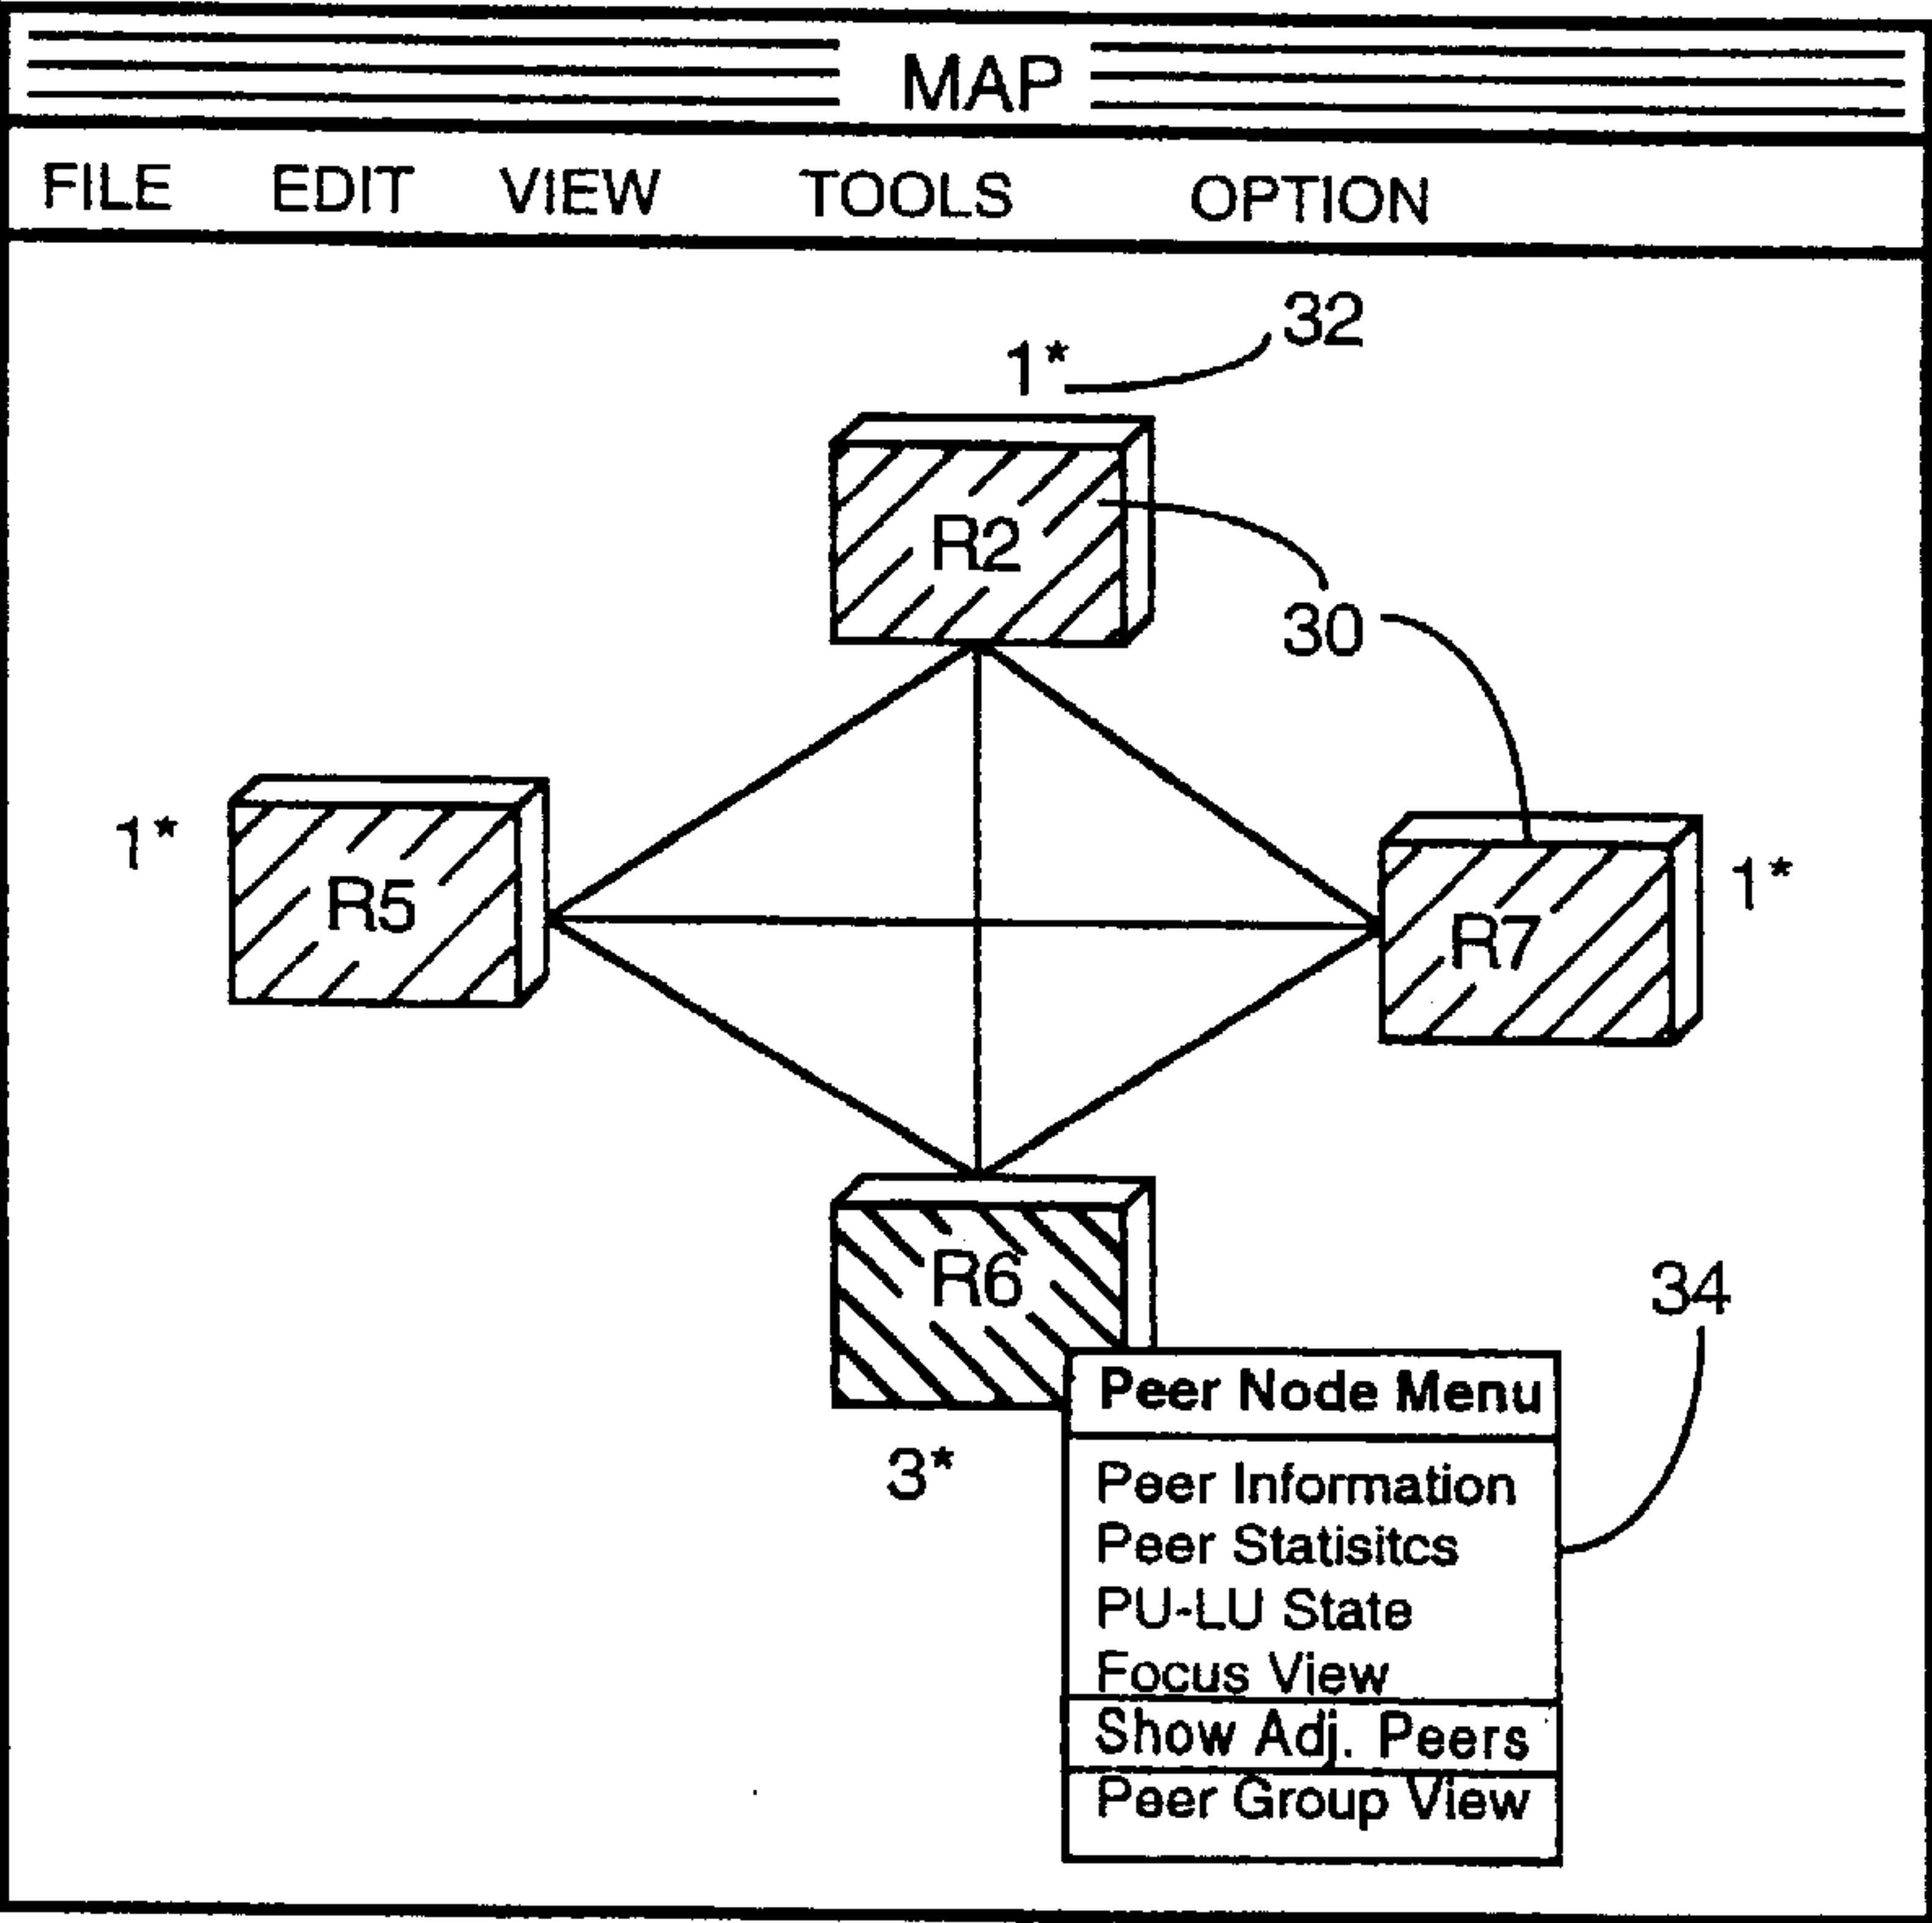 MAP
FILE EDIT VIEW TOOLS OPTION
32
1*
R2
30
1*
R5
R7
1*
R6
34
3*
Peer Node Menu
Peer Information
Peer Statisitcs
PU-LU State
Focus View
Show Adj. Peers
Peer Group View